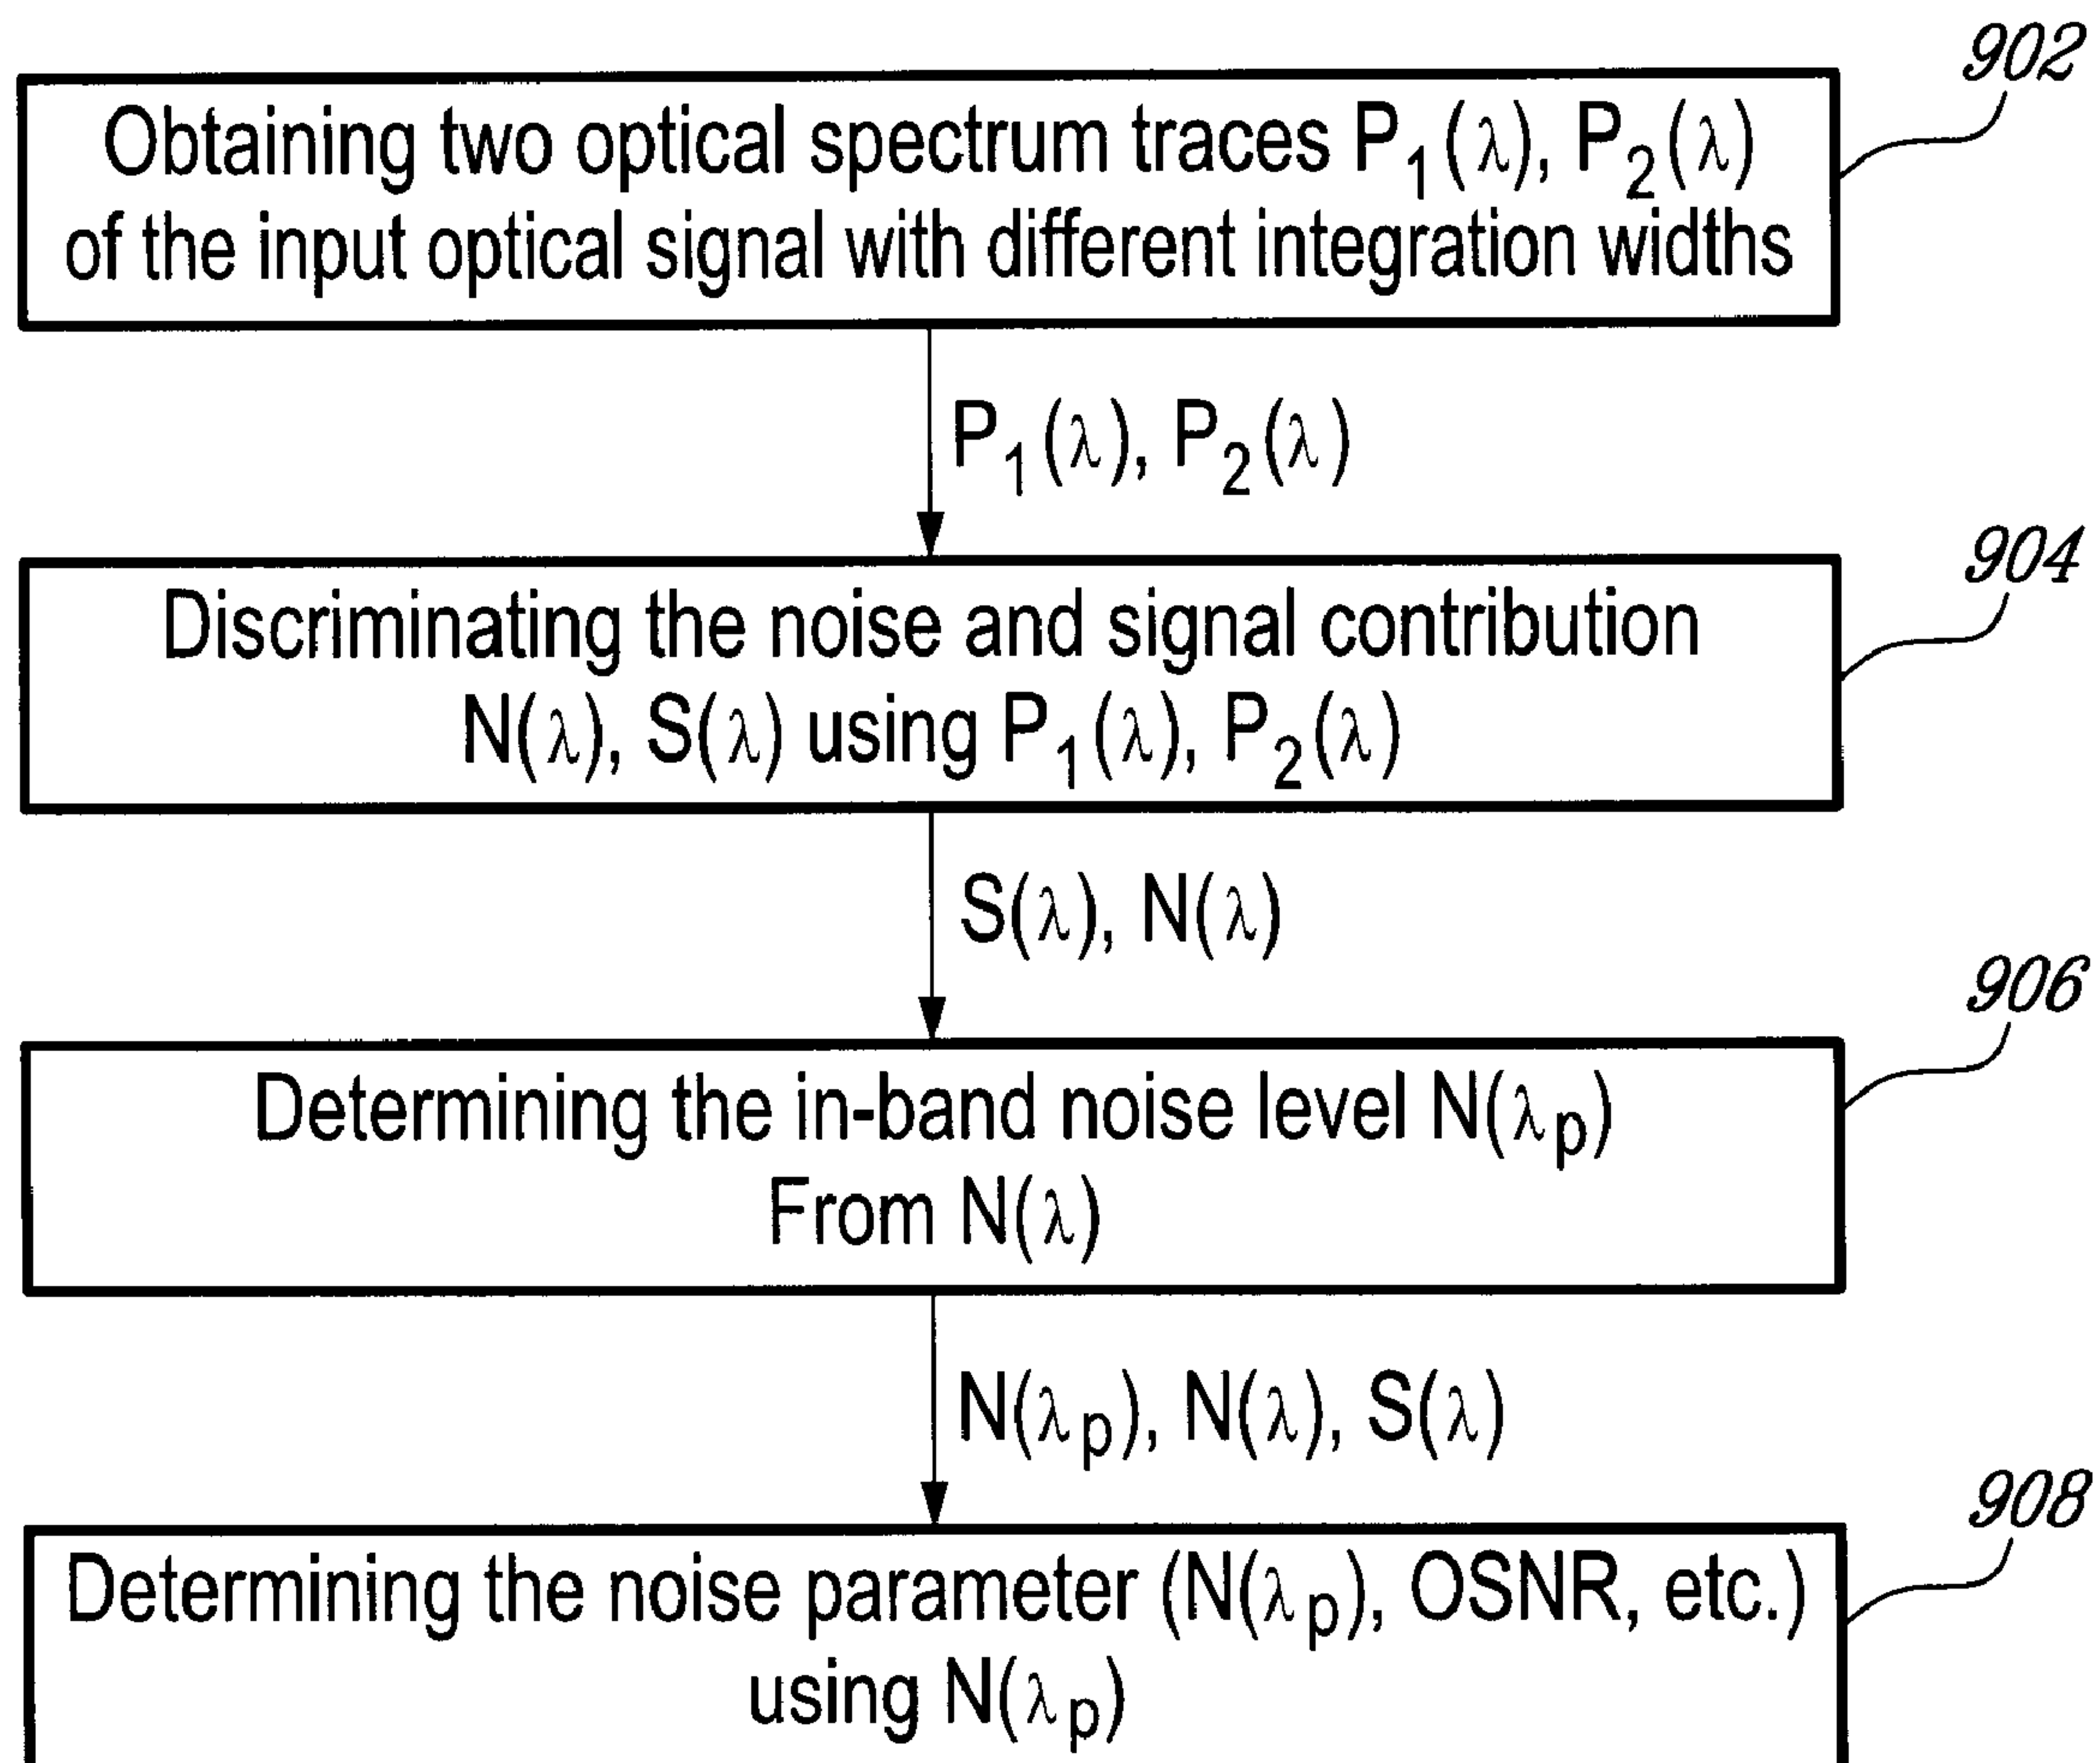 902
Obtaining two optical spectrum traces P₁(λ), P₂(λ)
of the input optical signal with different integration widths
P₁(λ), P₂(λ)
904
Discriminating the noise and signal contribution
N(λ), S(λ) using P₁(λ), P₂(λ)
S(λ), N(λ)
906
Determining the in-band noise level N(λp)
From N(λ)
N(λp), N(λ), S(λ)
908
Determining the noise parameter (N(λp), OSNR, etc.)
using N(λp)